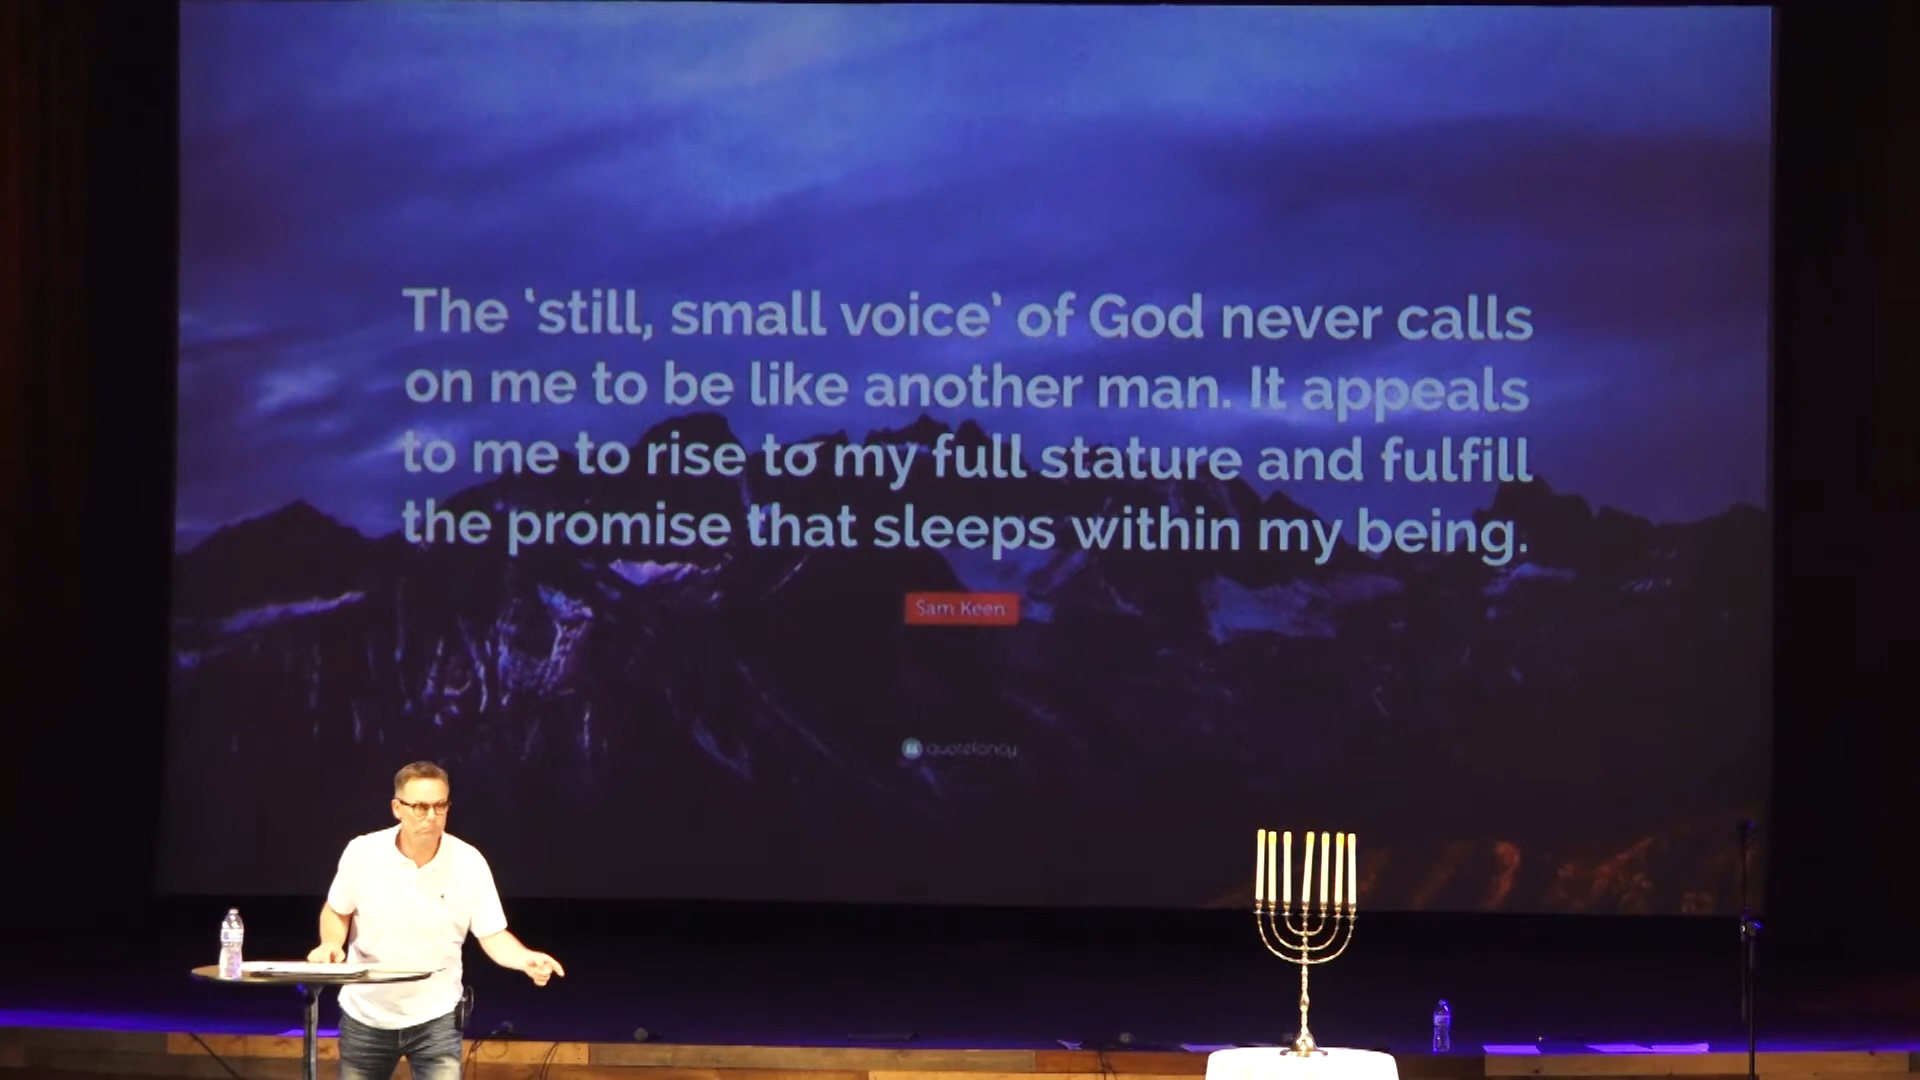 The ‘still, small voice’ of God never calls
on me to be like another man. It appeals
to me to rise to my full stature and fulfill
the promise that sleeps within my being.
Sam Keen
quotefancy